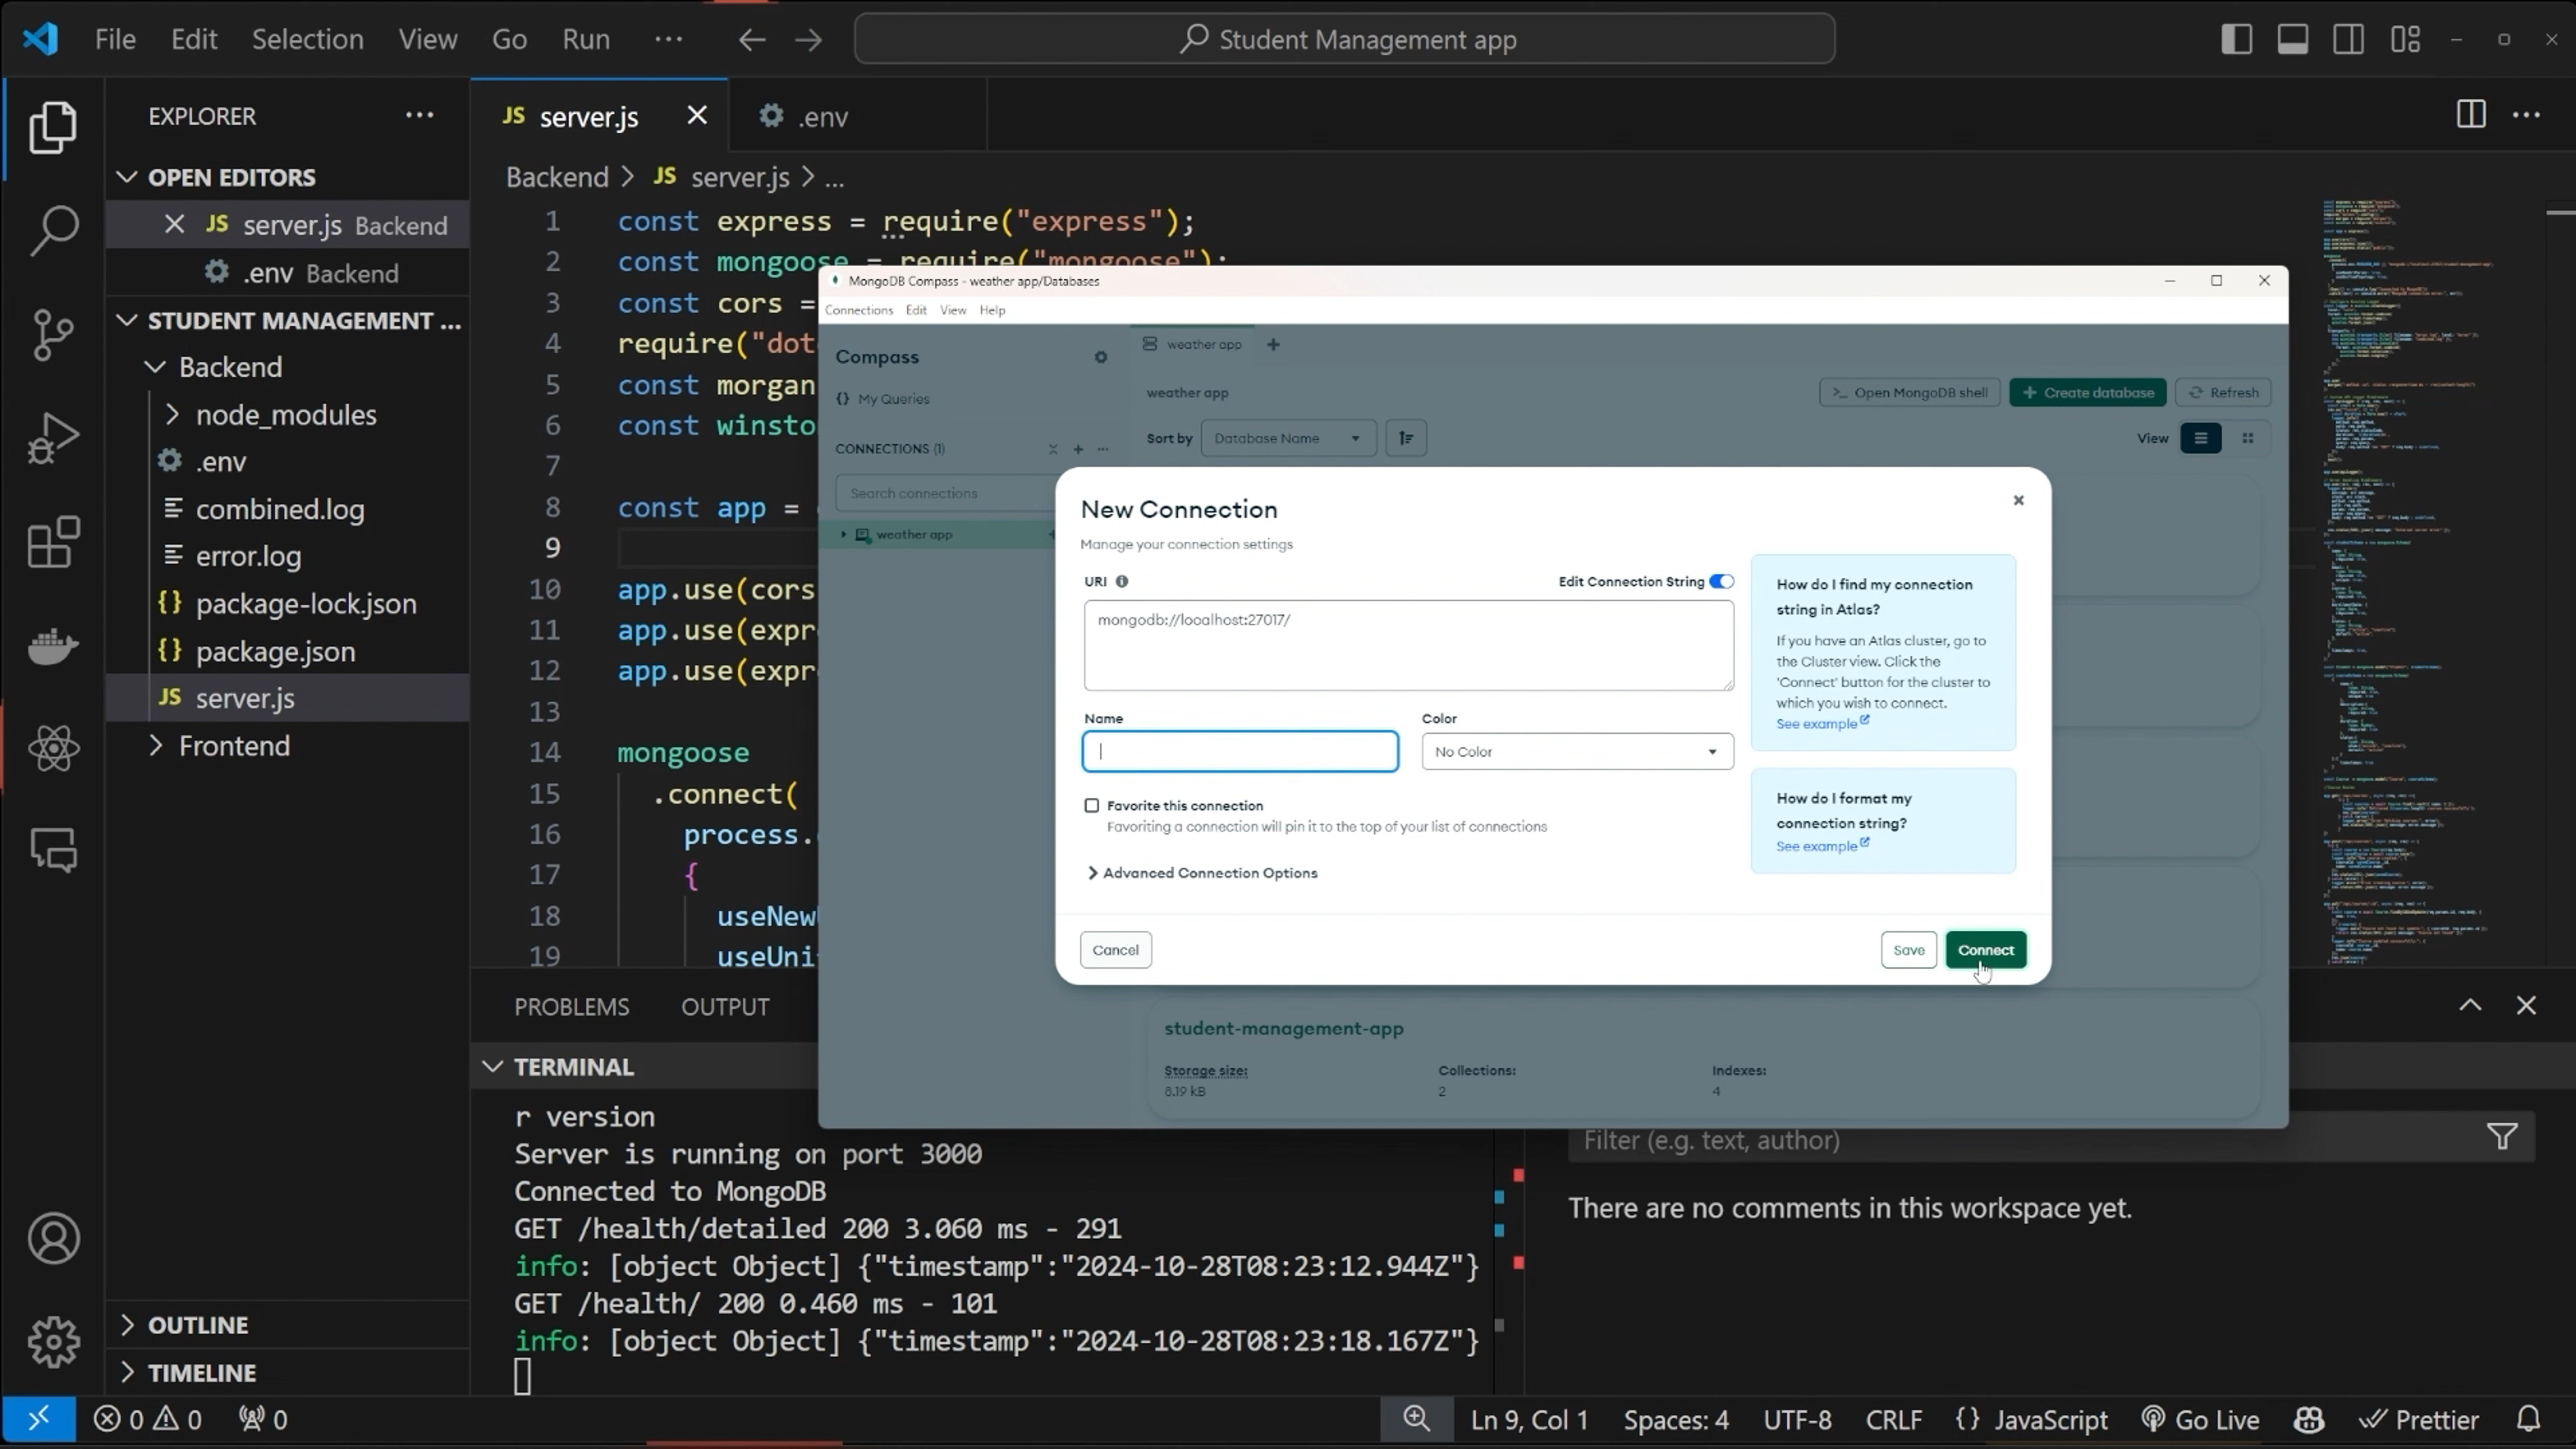 File Edit Selection View Go Run ··· Student Management app
EXPLORER ···
OPEN EDITORS
JS server.js Backend
.env Backend
STUDENT MANAGEMENT ...
Backend
node_modules
.env
combined.log
error.log
{} package-lock.json
{} package.json
JS server.js
Frontend
OUTLINE
TIMELINE
JS server.js
.env
Backend > JS server.js > ...
1 const express = require("express");
2 const mongoose = require("mongoose");
3 const cors =
4 require("dot
5 const morgan
6 const winsto
7
8 const app =
9
10 app.use(cors
11 app.use(expr
12 app.use(expr
13
14 mongoose
15 .connect(
16 process.
17 {
18 useNew
19 useUni
MongoDB Compass - weather app/Databases
Connections Edit View Help
Compass
{} My Queries
CONNECTIONS (1)
Search connections
weather app
weather app
weather app
>_ Open MongoDB shell
Create database
Refresh
Sort by Database Name
View
New Connection
Manage your connection settings
URI
Edit Connection String
mongodb://localhost:27017/
Name
Color
No Color
Favorite this connection
Favoriting a connection will pin it to the top of your list of connections
Advanced Connection Options
How do I find my connection
string in Atlas?
If you have an Atlas cluster, go to
the Cluster view. Click the
'Connect' button for the cluster to
which you wish to connect.
See example
How do I format my
connection string?
See example
Cancel
Save
Connect
student-management-app
Storage size: Collections: Indexes:
8.19 kB 2 4
PROBLEMS OUTPUT
TERMINAL
r version
Server is running on port 3000
Connected to MongoDB
GET /health/detailed 200 3.060 ms - 291
info: [object Object] {"timestamp":"2024-10-28T08:23:12.944Z"}
GET /health/ 200 0.460 ms - 101
info: [object Object] {"timestamp":"2024-10-28T08:23:18.167Z"}
Filter (e.g. text, author)
There are no comments in this workspace yet.
0 0 0 Ln 9, Col 1 Spaces: 4 UTF-8 CRLF {} JavaScript Go Live Prettier